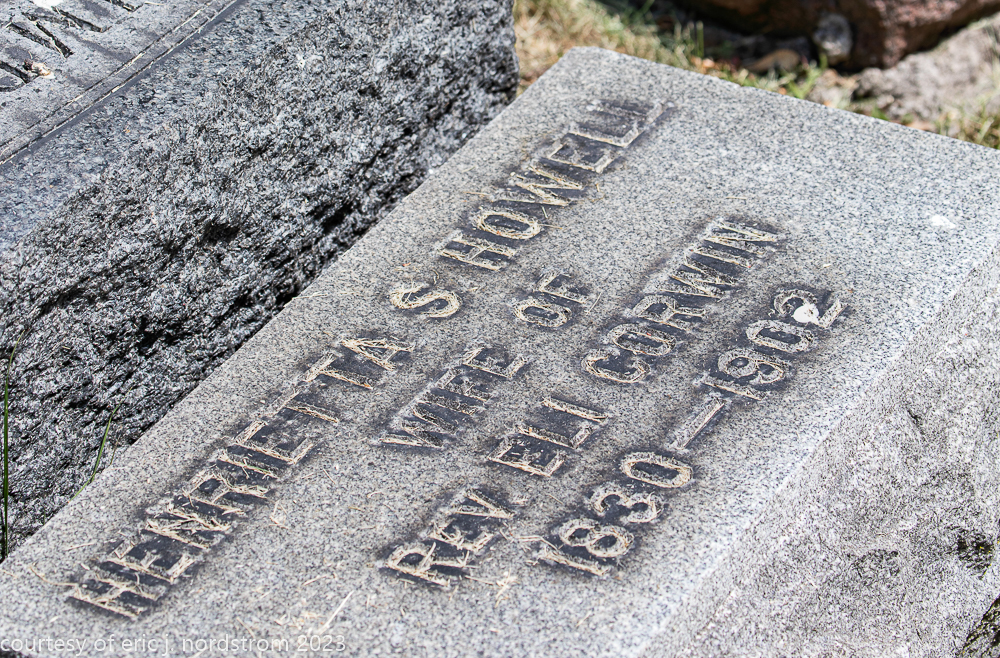 HENRIETTA S. HOWELL
WIFE OF
REV. ELI CORWIN
1830—1902
courtesy of eric j. nordstrom 2023